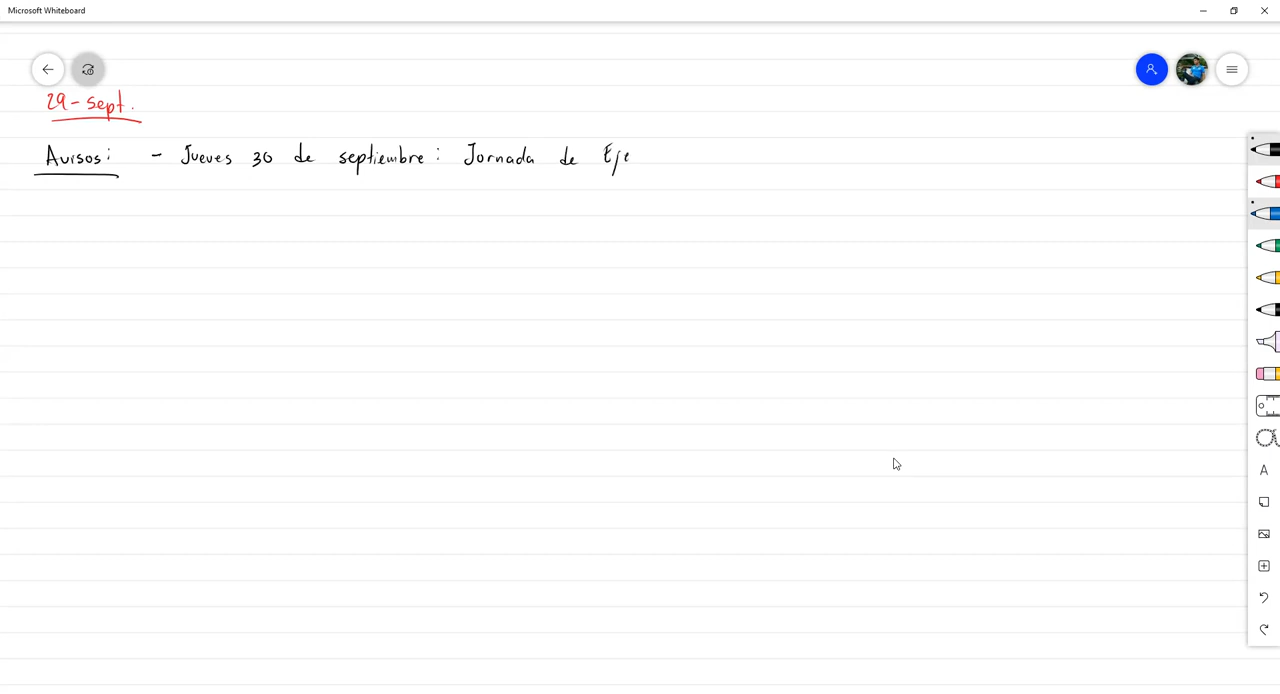 Microsoft Whiteboard
29-sept.
Avisos: - Jueves 30 de septiembre: Jornada de Eje
A